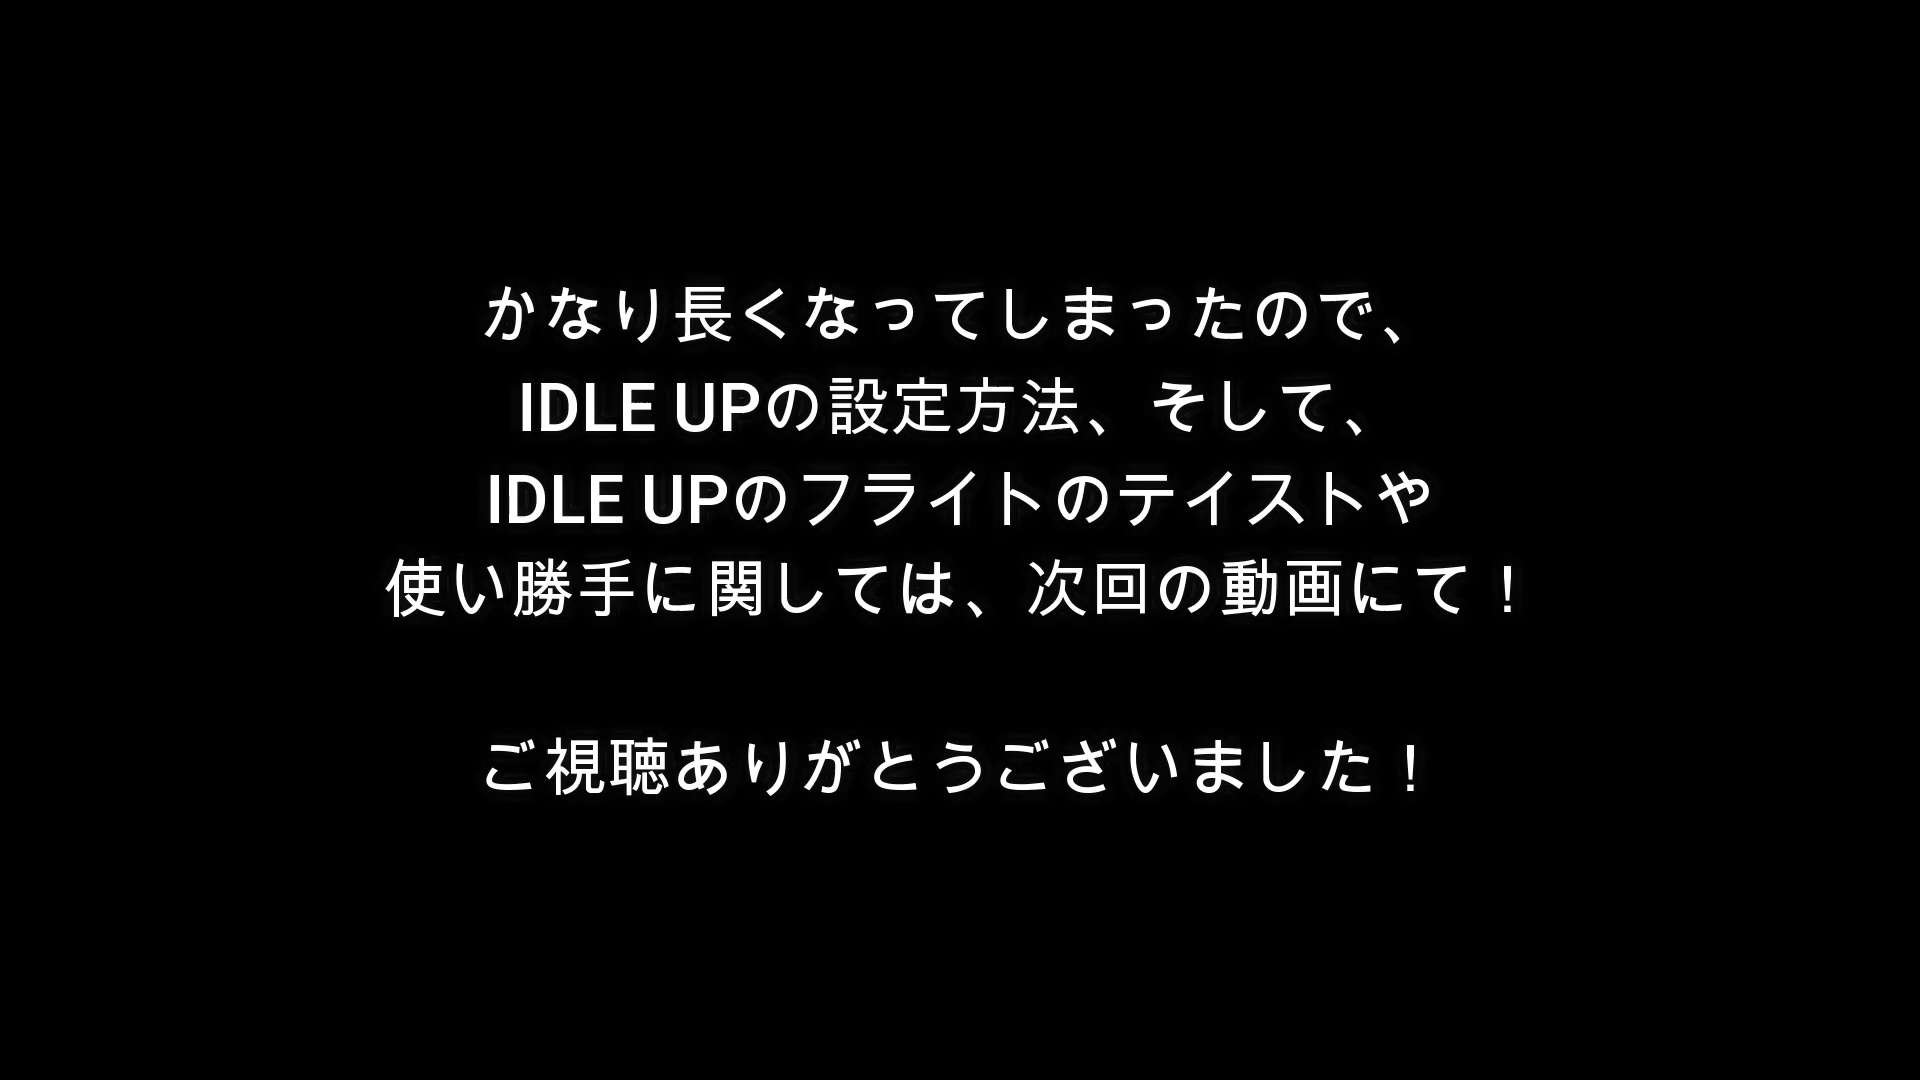 かなり長くなってしまったので、
IDLE UPの設定方法、そして、
IDLE UPのフライトのテイストや
使い勝手に関しては、次回の動画にて！
ご視聴ありがとうございました！